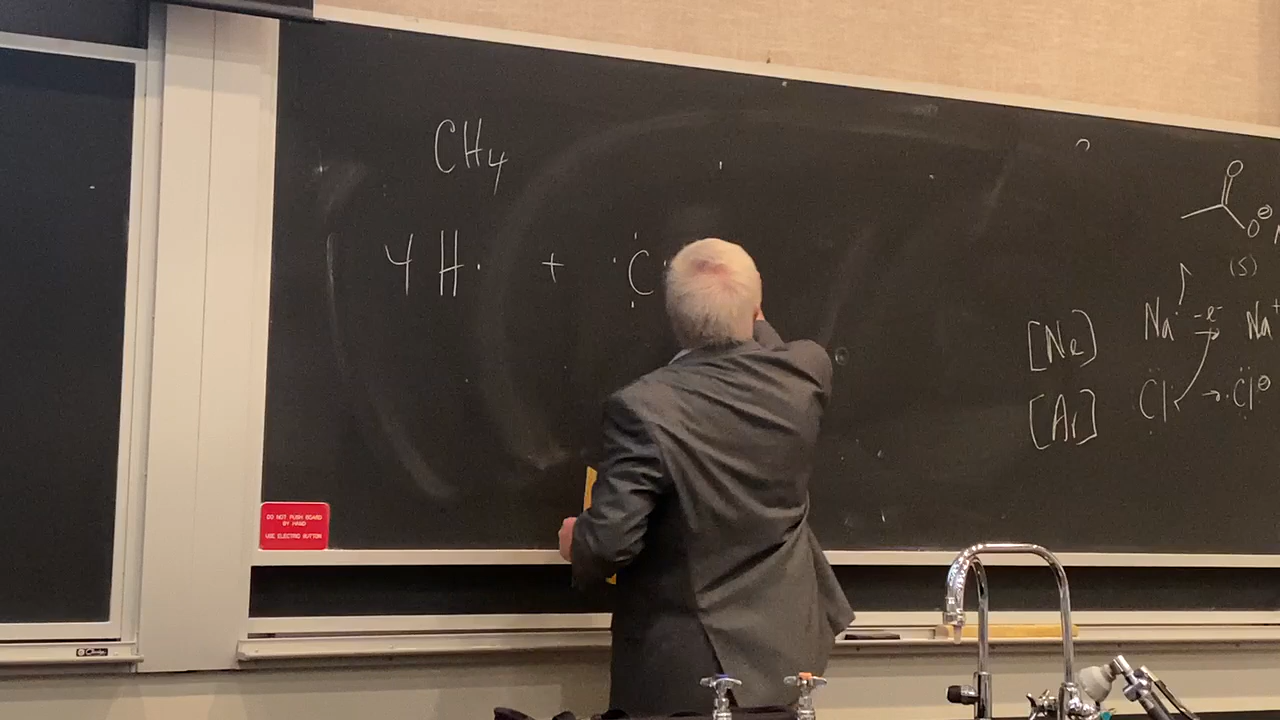 CH4
4 H· + ·C·
O
O⊖
(S)
[Ne] Na· -e- → Na+
[Ar] Cl → Cl⊖
DO NOT PUSH BOARD
BY HAND
USE ELECTRIC BUTTON